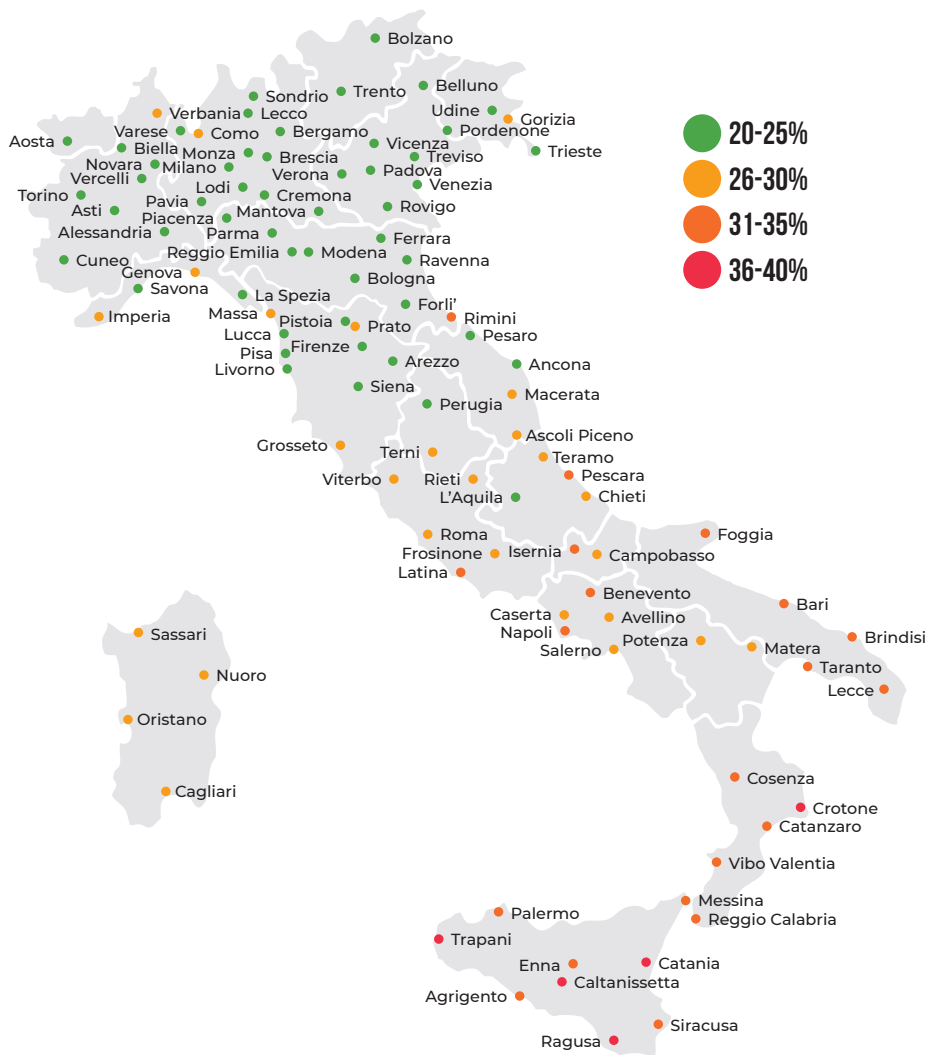 Bolzano
Trento
Belluno
Sondrio
Udine
Verbania
Lecco
Gorizia
Varese
Como
Bergamo
Pordenone
Aosta
Biella
Monza
Brescia
Vicenza
Treviso
Trieste
Novara
Milano
Verona
Padova
Vercelli
Lodi
Cremona
Venezia
Torino
Pavia
Asti
Piacenza
Mantova
Rovigo
Alessandria
Parma
Ferrara
Cuneo
Reggio Emilia
Modena
Ravenna
Genova
Bologna
Savona
La Spezia
Forli’
Imperia
Massa
Pistoia
Prato
Rimini
Lucca
Firenze
Pesaro
Pisa
Arezzo
Ancona
Livorno
Siena
Perugia
Macerata
Grosseto
Terni
Ascoli Piceno
Teramo
Viterbo
Rieti
Pescara
L’Aquila
Chieti
Roma
Foggia
Frosinone
Isernia
Campobasso
Latina
Benevento
Bari
Caserta
Avellino
Napoli
Potenza
Brindisi
Salerno
Matera
Taranto
Lecce
Sassari
Nuoro
Oristano
Cagliari
Cosenza
Crotone
Catanzaro
Vibo Valentia
Messina
Palermo
Reggio Calabria
Trapani
Enna
Catania
Caltanissetta
Agrigento
Siracusa
Ragusa
20-25%
26-30%
31-35%
36-40%